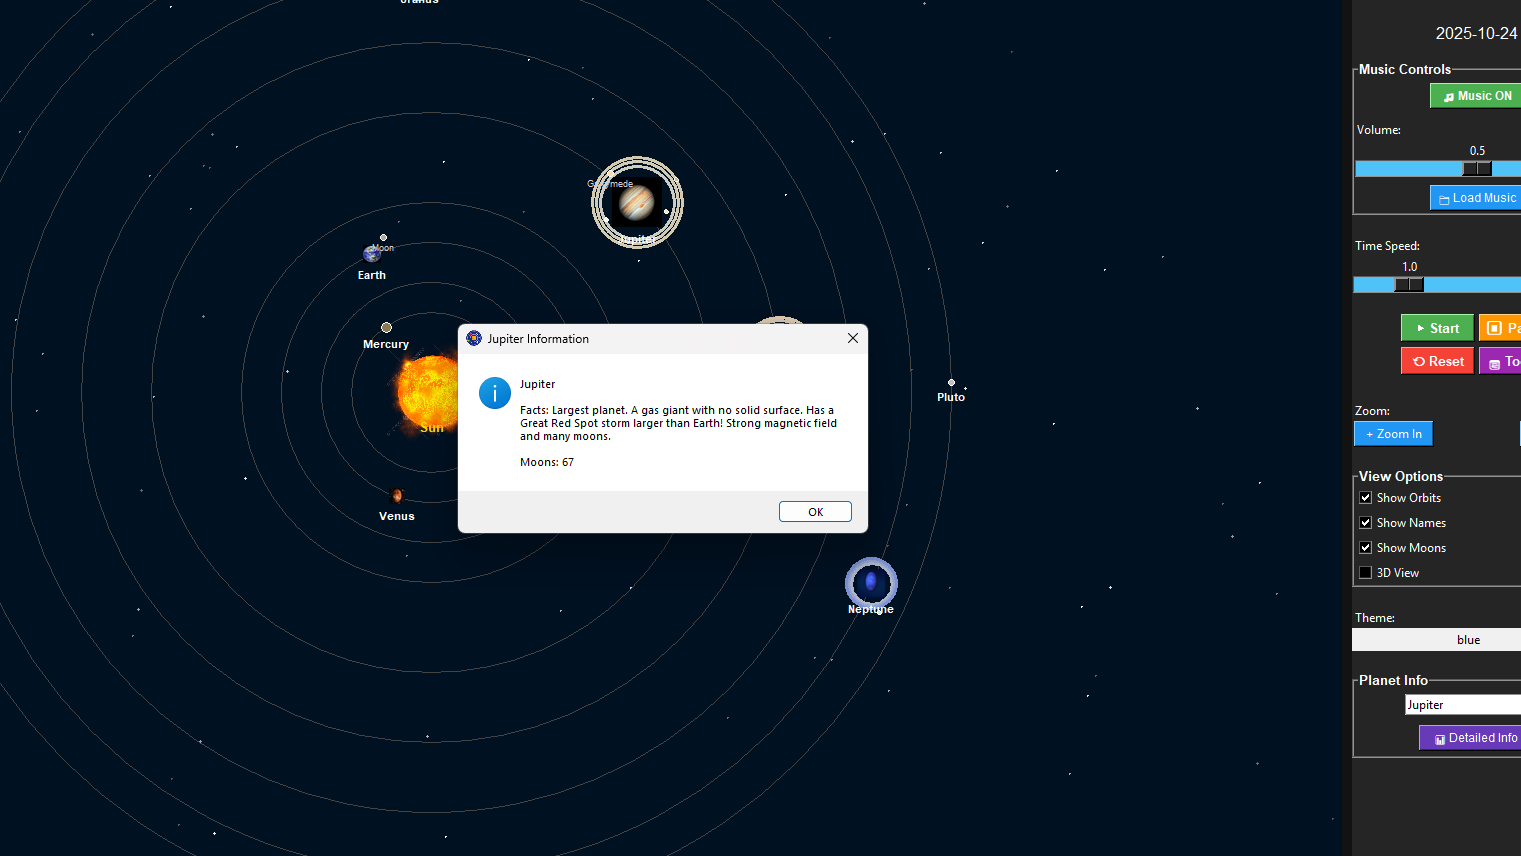 Uranus
2025-10-24
Music Controls
Music ON
Volume:
0.5
Load Music
Time Speed:
1.0
Start
Pa
Reset
To
Zoom:
+ Zoom In
View Options
Show Orbits
Show Names
Show Moons
3D View
Theme:
blue
Planet Info
Jupiter
Detailed Info
Ganymede
Jupiter
Moon
Earth
Mercury
Sun
Venus
Pluto
Neptune
Jupiter Information
Jupiter
Facts: Largest planet. A gas giant with no solid surface. Has a
Great Red Spot storm larger than Earth! Strong magnetic field
and many moons.
Moons: 67
OK